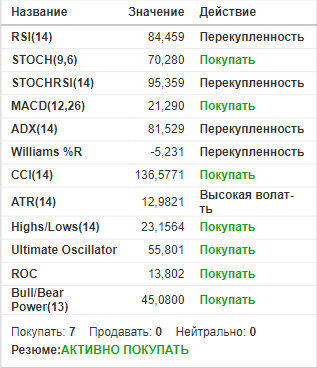 Название Значение Действие
RSI(14) 84,459 Перекупленность
STOCH(9,6) 70,280 Покупать
STOCHRSI(14) 95,359 Перекупленность
MACD(12,26) 21,290 Покупать
ADX(14) 81,529 Перекупленность
Williams %R -5,231 Перекупленность
CCI(14) 136,5771 Покупать
ATR(14) 12,9821 Высокая волат-
ть
Highs/Lows(14) 23,1564 Покупать
Ultimate Oscillator 55,801 Покупать
ROC 13,802 Покупать
Bull/Bear
Power(13) 45,0800 Покупать
Покупать: 7 Продавать: 0 Нейтрально: 0
Резюме:АКТИВНО ПОКУПАТЬ